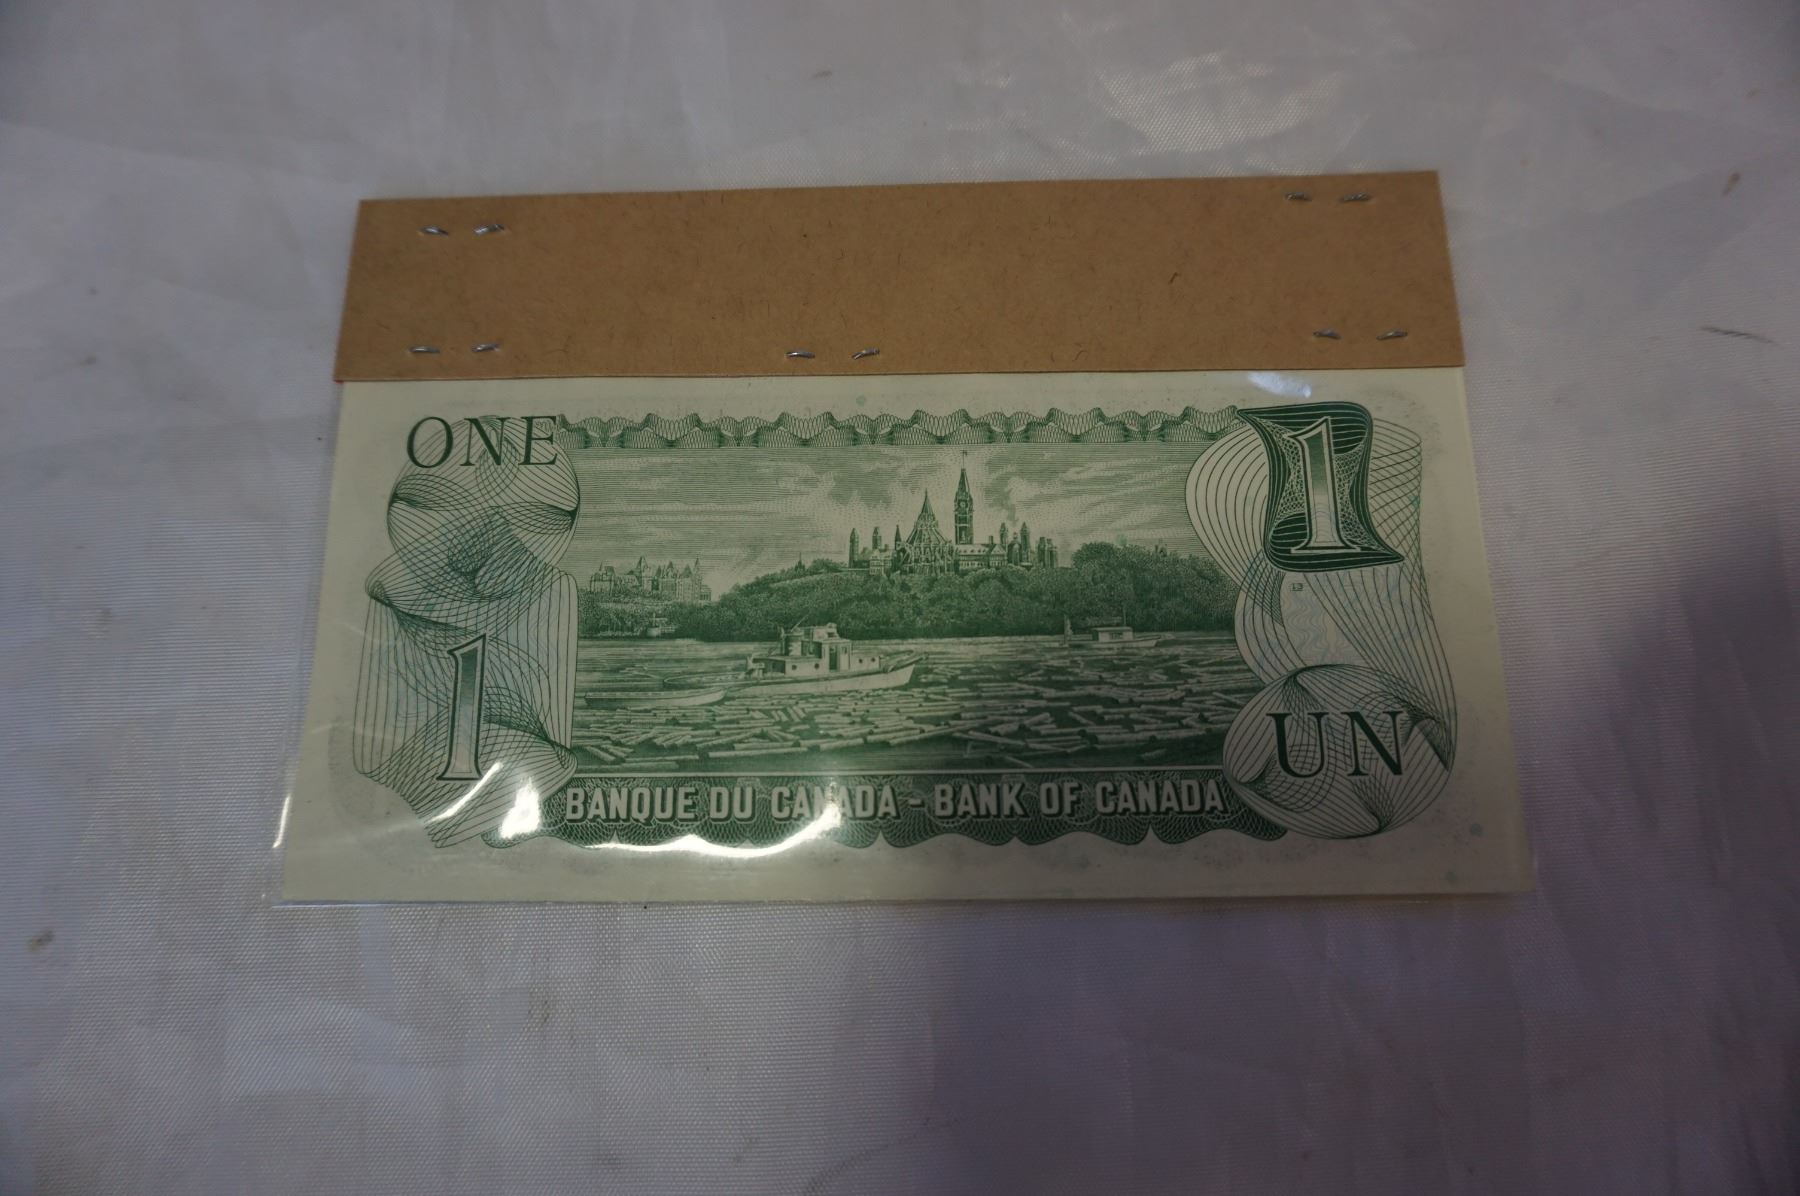 ONE
1
1
UN
BANQUE DU CANADA - BANK OF CANADA